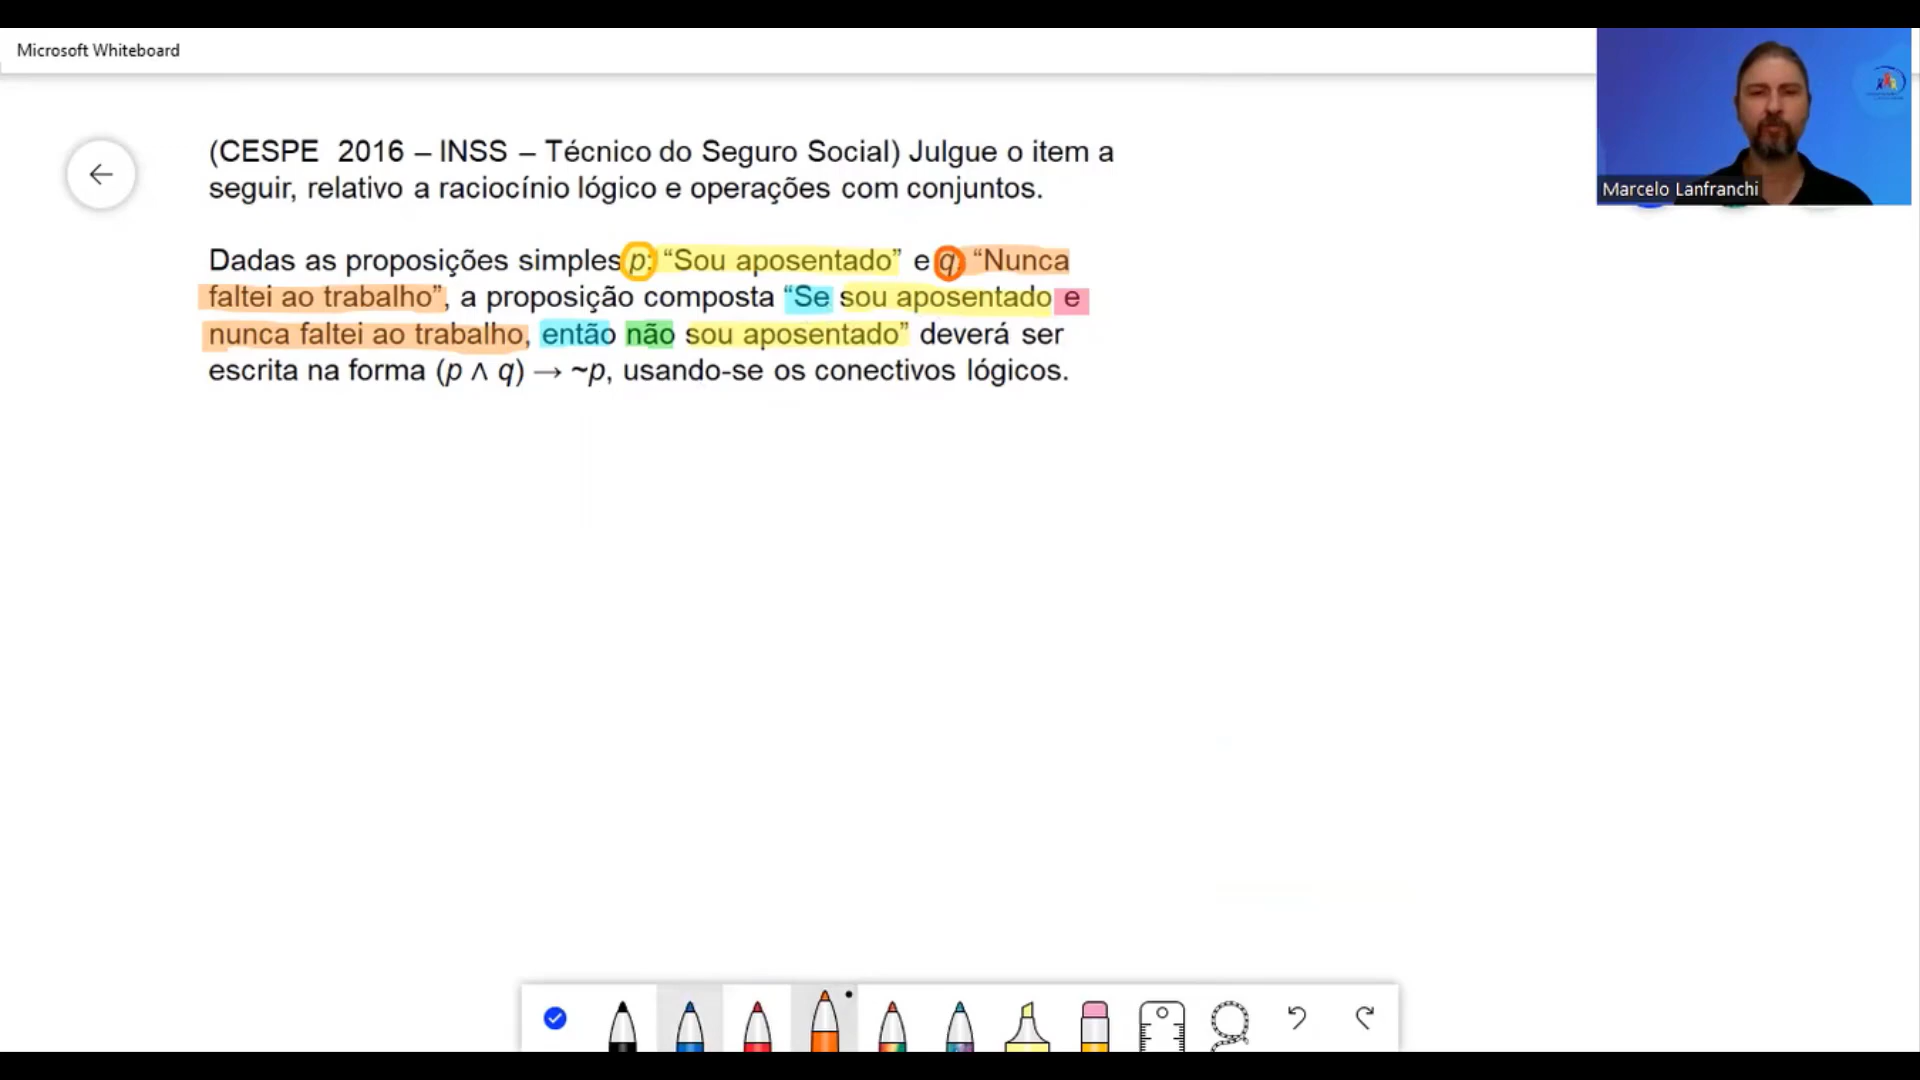 Microsoft Whiteboard
Marcelo Lanfranchi
(CESPE 2016 – INSS – Técnico do Seguro Social) Julgue o item a
seguir, relativo a raciocínio lógico e operações com conjuntos.
Dadas as proposições simples p: “Sou aposentado” e q: “Nunca
faltei ao trabalho”, a proposição composta “Se sou aposentado e
nunca faltei ao trabalho, então não sou aposentado” deverá ser
escrita na forma (p ∧ q) → ~p, usando-se os conectivos lógicos.